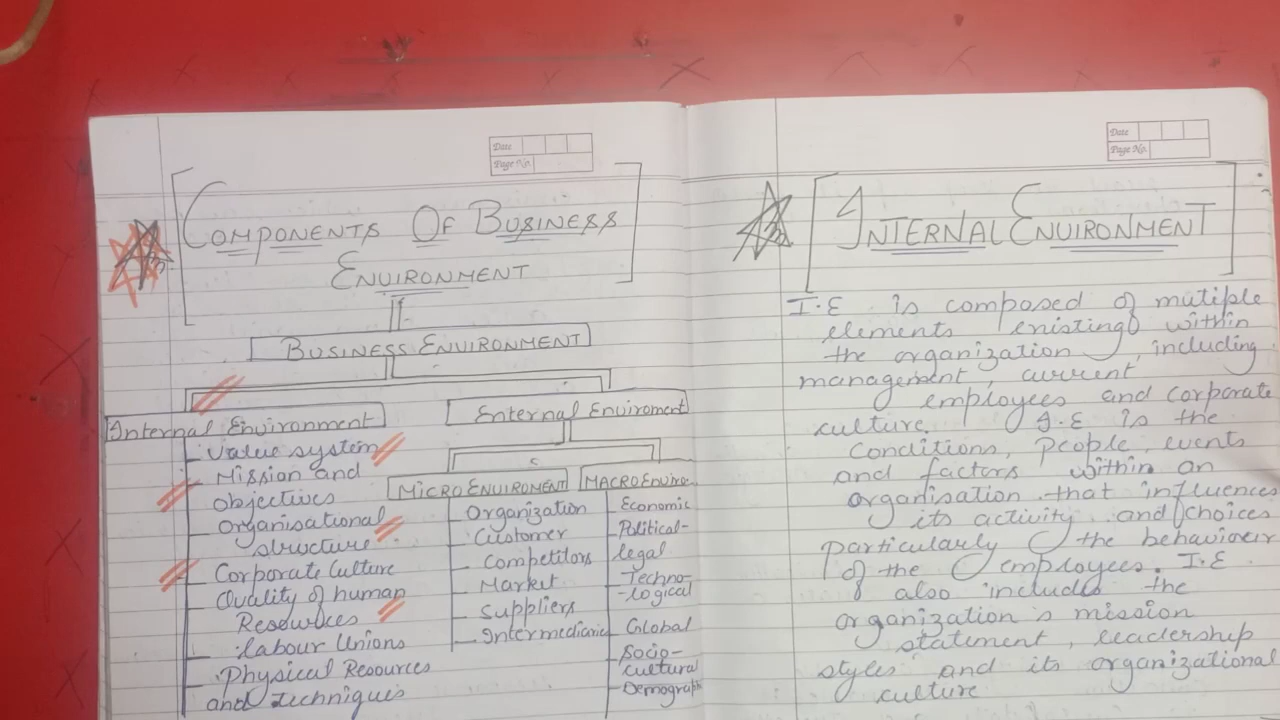 Date
Page No.
COMPONENTS OF BUSINESS
ENVIRONMENT
BUSINESS ENVIRONMENT
Internal Environment
Value system
Mission and
objectives
Organisational
structure
Corporate Culture
Quality of human
Resources
Labour Unions
Physical Resources
and techniques
External Enviroment
MICRO ENVIROMENT
Organization
Customer
Competitors
Market
Suppliers
Intermediaries
MACRO ENVIRO
Economic
Political-
legal
Techno-
-logical
Global
Socio-
cultural
Demograph
Date
Page No.
INTERNAL ENVIRONMENT
I.E is composed of mutiple
elements existing within
the organization, including
management, current
employees and corporate
culture. I.E is the
conditions, people, events
and factors within an
organisation that influences
its activity and choices
particularly the behaviour
of the employees. I.E
also includes the
organization's mission
statement, leadership
styles and its organizational
culture